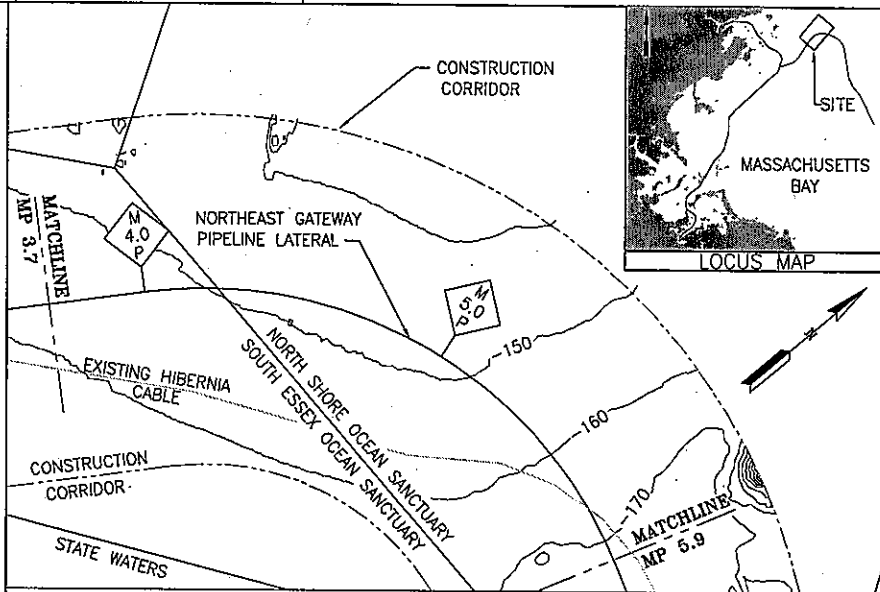 CONSTRUCTION
CORRIDOR
SITE
MASSACHUSETTS
BAY
LOCUS MAP
MATCHLINE
MP 3.7
M
4.0
P
NORTHEAST GATEWAY
PIPELINE LATERAL
M
5.0
P
N
-150
EXISTING HIBERNIA
CABLE
NORTH SHORE OCEAN SANCTUARY
SOUTH ESSEX OCEAN SANCTUARY
-160
CONSTRUCTION
CORRIDOR
-170
MATCHLINE
MP 5.9
STATE WATERS